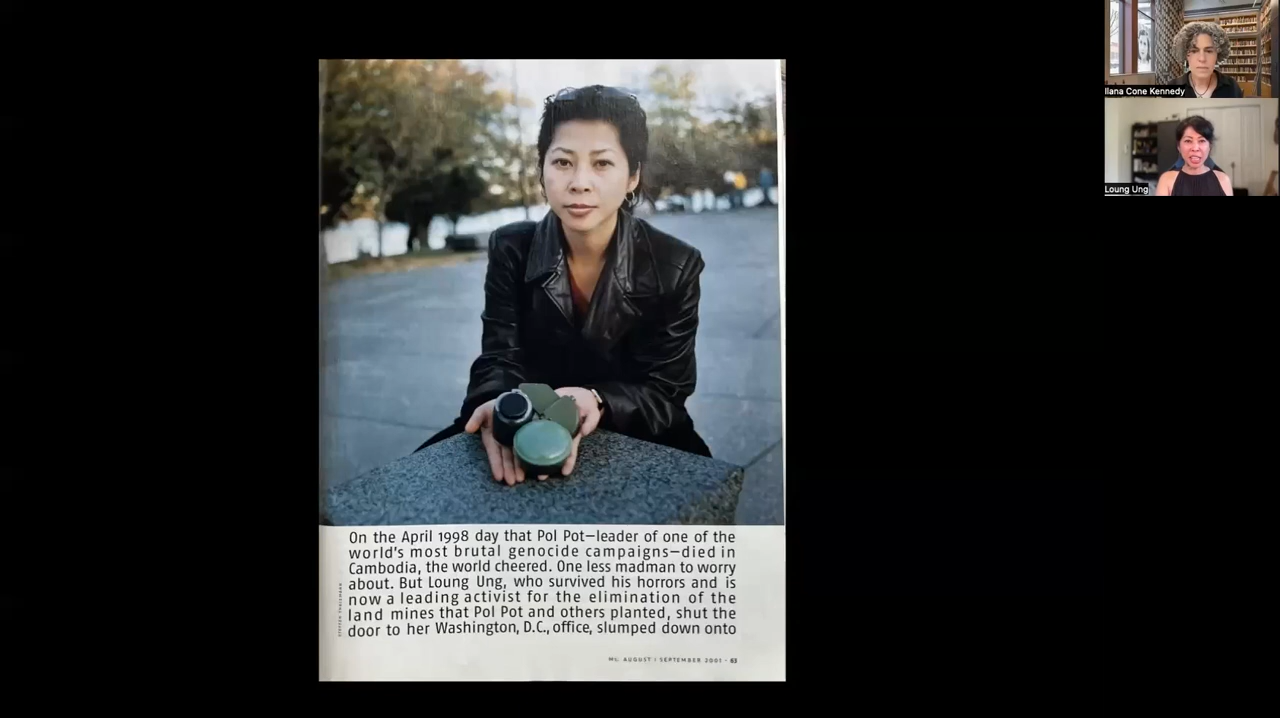 Ilana Cone Kennedy
Loung Ung
On the April 1998 day that Pol Pot—leader of one of the
world's most brutal genocide campaigns—died in
Cambodia, the world cheered. One less madman to worry
about. But Loung Ung, who survived his horrors and is
now a leading activist for the elimination of the
land mines that Pol Pot and others planted, shut the
door to her Washington, D.C., office, slumped down onto
Ms. AUGUST | SEPTEMBER 2001 · 63